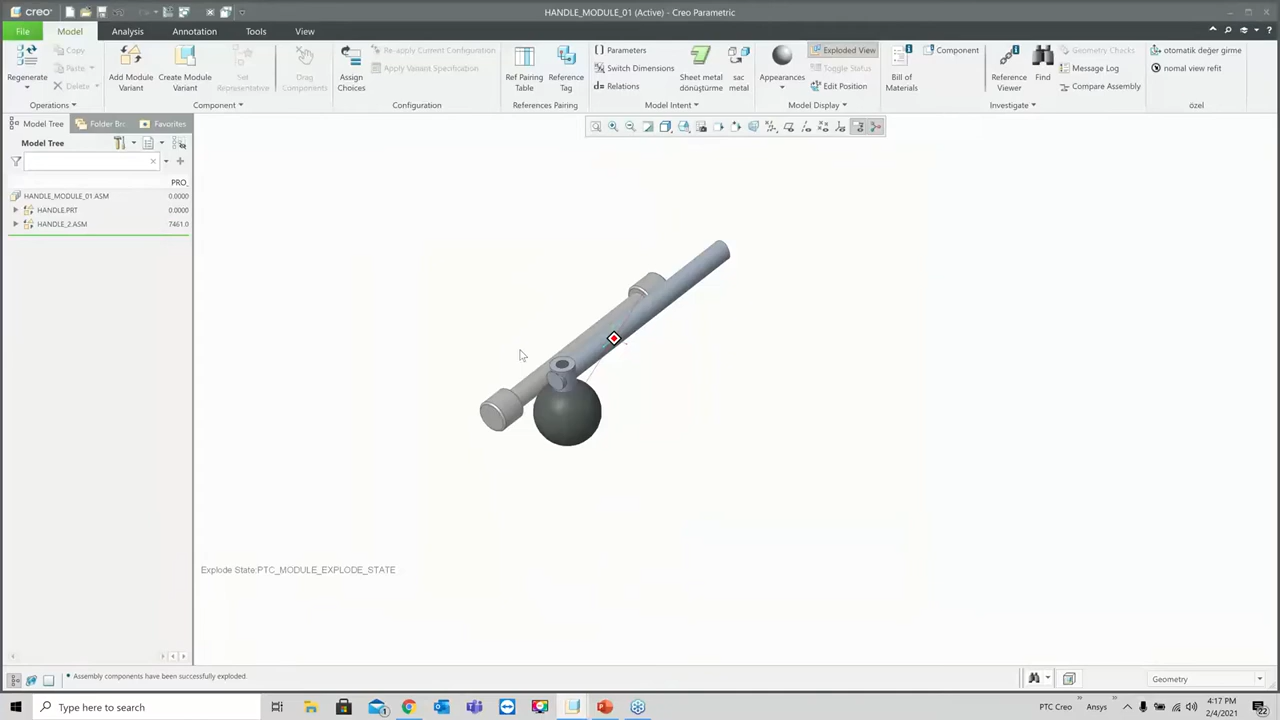 creo
HANDLE_MODULE_01 (Active) - Creo Parametric
File Model Analysis Annotation Tools View
Regenerate
Copy
Paste
Delete
Operations
Add Module Variant
Create Module Variant
Set Representative
Drag Components
Component
Assign Choices
Re-apply Current Configuration
Apply Variant Specification
Configuration
Ref Pairing Table
Reference Tag
References Pairing
Parameters
Switch Dimensions
Relations
Sheet metal dönüştürme
sac metal
Model Intent
Appearances
Exploded View
Toggle Status
Edit Position
Model Display
Bill of Materials
Component
Reference Viewer
Find
Geometry Checks
Message Log
Compare Assembly
Investigate
otomatik değer girme
nomal view refit
özel
Model Tree Folder Br Favorites
Model Tree
PRO_
HANDLE_MODULE_01.ASM 0.0000
HANDLE.PRT 0.0000
HANDLE_2.ASM 7461.0
Explode State:PTC_MODULE_EXPLODE_STATE
• Assembly components have been successfully exploded.
Geometry
Type here to search
PTC Creo
Ansys
4:17 PM
2/4/2021
22